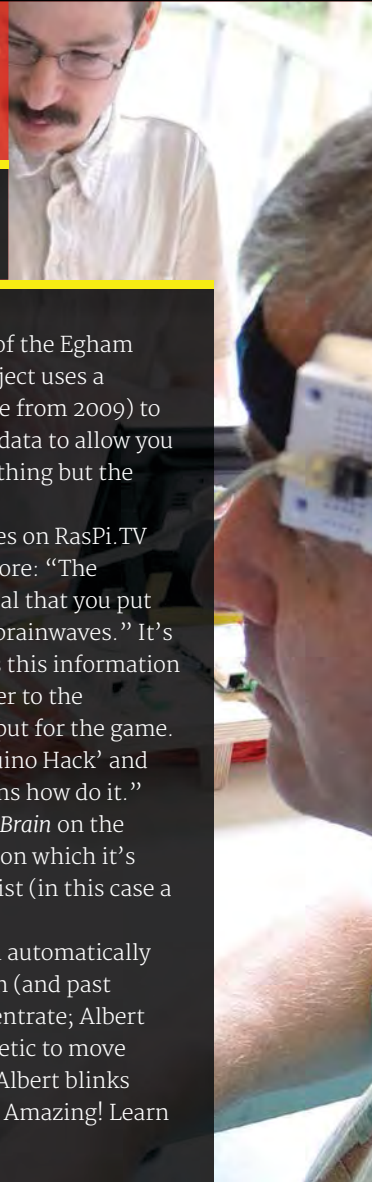 of the Egham
ject uses a
e from 2009) to
data to allow you
thing but the
es on RasPi.TV
ore: “The
al that you put
brainwaves.” It’s
s this information
er to the
out for the game.
uino Hack’ and
ns how do it.”
Brain on the
on which it’s
ist (in this case a
automatically
n (and past
entrate; Albert
etic to move
Albert blinks
Amazing! Learn